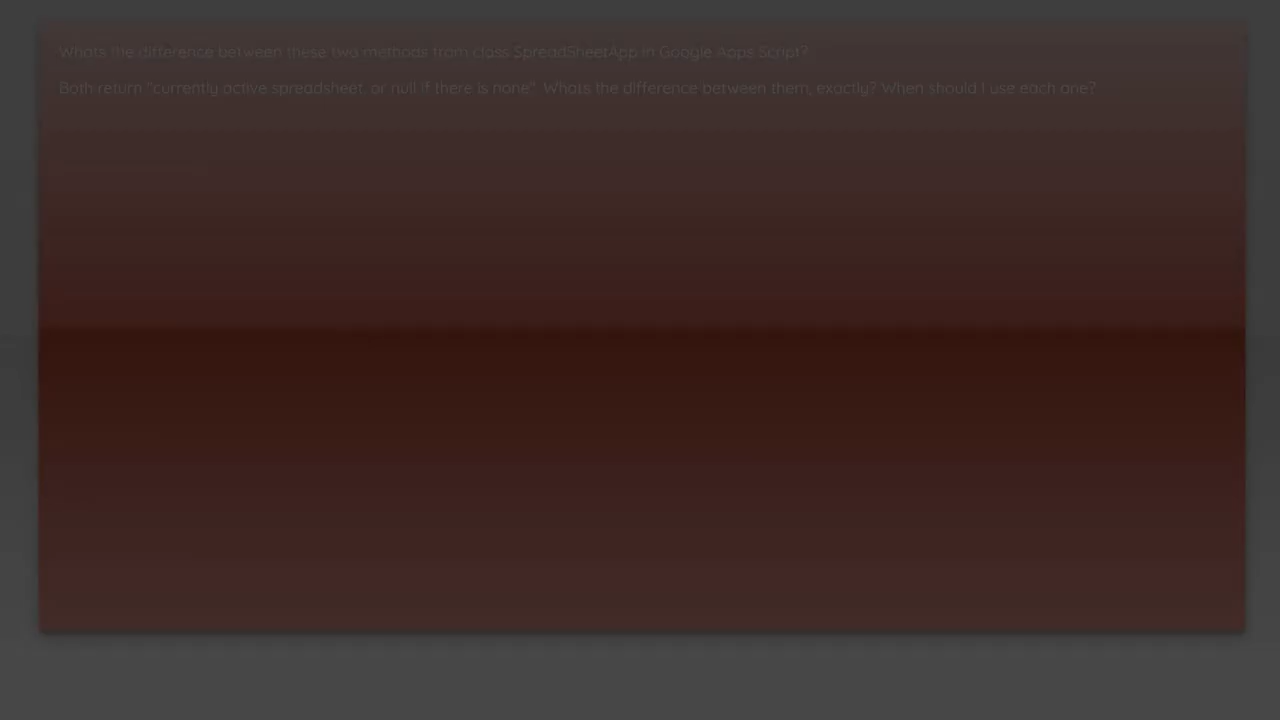 Whats the difference between these two methods from class SpreadSheetApp in Google Apps Script?
Both return "currently active spreadsheet, or null if there is none". Whats the difference between them, exactly? When should I use each one?